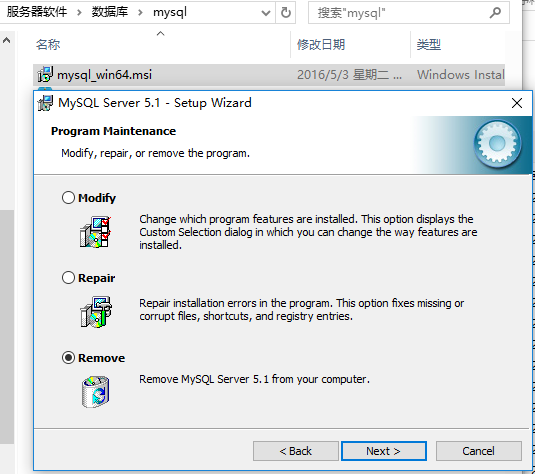 服务器软件 › 数据库 › mysql
搜索"mysql"
名称 修改日期 类型
mysql_win64.msi 2016/5/3 星期二 ... Windows Instal
MySQL Server 5.1 - Setup Wizard
Program Maintenance
Modify, repair, or remove the program.
Modify
Change which program features are installed. This option displays the
Custom Selection dialog in which you can change the way features are
installed.
Repair
Repair installation errors in the program. This option fixes missing or
corrupt files, shortcuts, and registry entries.
Remove
Remove MySQL Server 5.1 from your computer.
< Back Next > Cancel